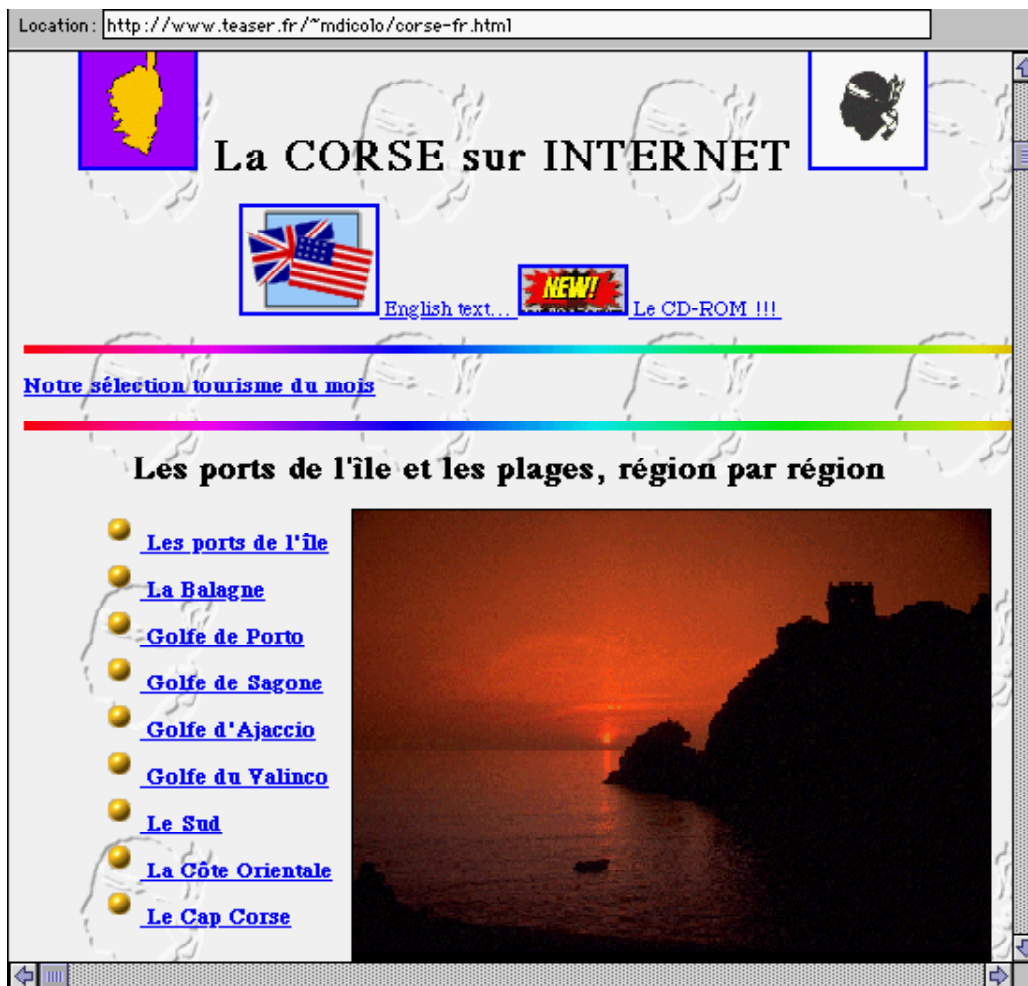 Location : http://www.teaser.fr/~mdicolo/corse-fr.html
La CORSE sur INTERNET
English text... NEW! Le CD-ROM !!!
Notre sélection tourisme du mois
Les ports de l'île et les plages, région par région
Les ports de l'île
La Balagne
Golfe de Porto
Golfe de Sagone
Golfe d'Ajaccio
Golfe du Valinco
Le Sud
La Côte Orientale
Le Cap Corse